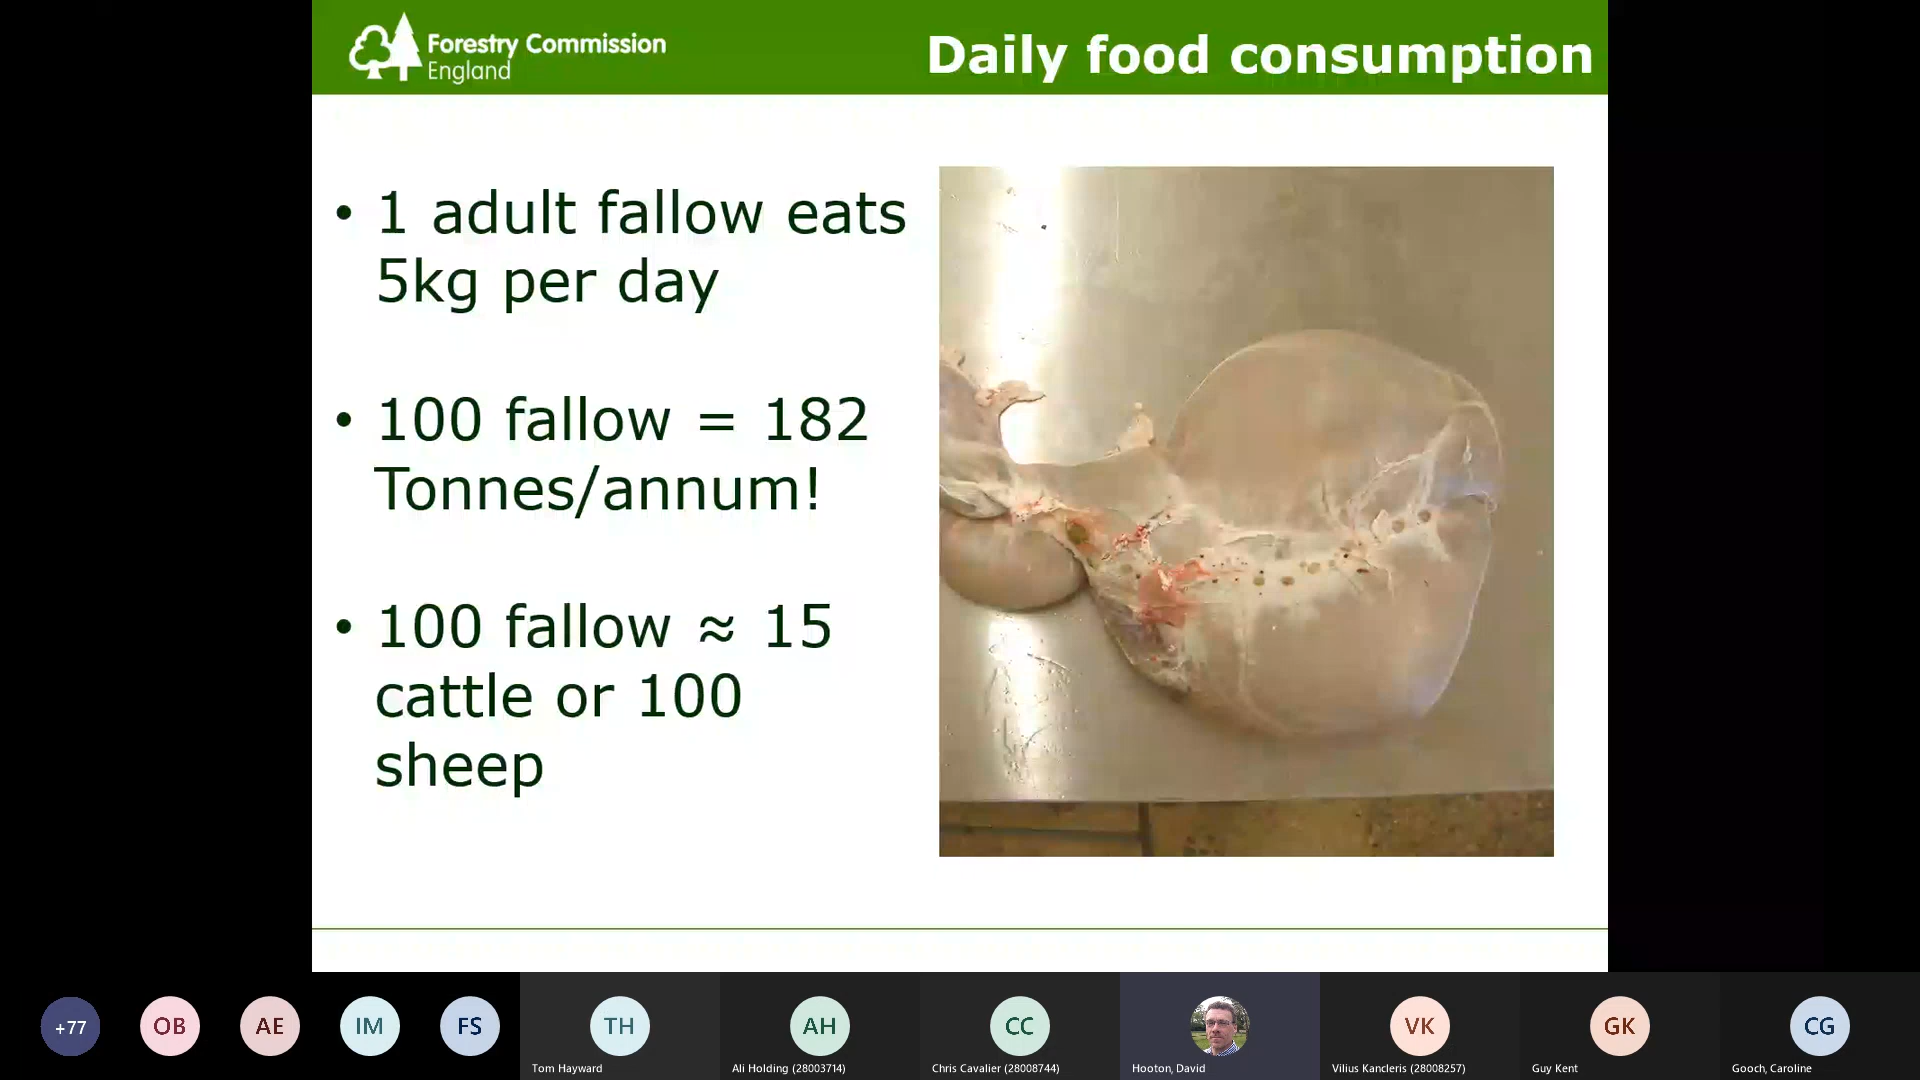 Forestry Commission
England
Daily food consumption
• 1 adult fallow eats
5kg per day
• 100 fallow = 182
Tonnes/annum!
• 100 fallow ≈ 15
cattle or 100
sheep
+77
OB
AE
IM
FS
TH
AH
CC
VK
GK
CG
Tom Hayward
Ali Holding (28003714)
Chris Cavalier (28008744)
Hooton, David
Vilius Kancleris (28008257)
Guy Kent
Gooch, Caroline